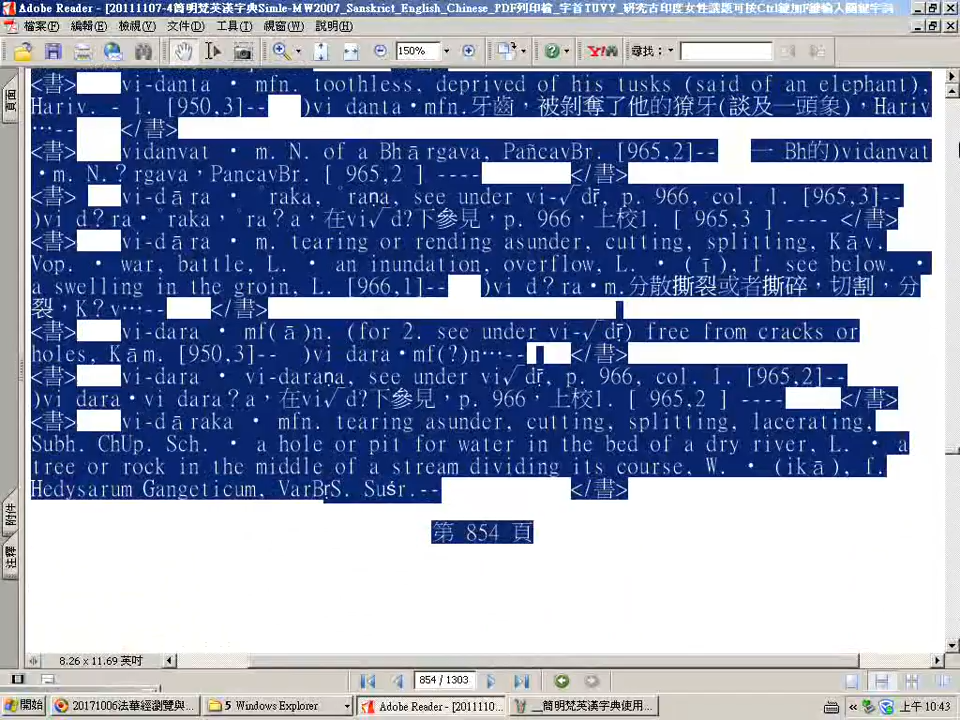 Adobe Reader - [20111107-4簡明梵英漢字典Simle-MW2007_Sanskrict_English_Chinese_PDF列印檔_字首TUVY_研究古印度女性議題可按Ctrl鍵加F鍵輸入關鍵字詞
檔案(F) 編輯(E) 檢視(V) 文件(D) 工具(T) 視窗(W) 說明(H)
150% Y! 尋找:
頁面
<書> vi-danta • mfn. toothless, deprived of his tusks (said of an elephant),
Hariv. - 1. [950,3]-- )vi danta•mfn.牙齒，被剝奪了他的獠牙(談及一頭象)，Hariv
…-- </書>
<書> vidanvat • m. N. of a Bhārgava, PañcavBr. [965,2]-- 一 Bh的)vidanvat
•m. N.？rgava，PancavBr. [ 965,2 ] ---- </書>
<書> vi-dāra • °raka, °raṇa, see under vi-√dṝ, p. 966, col. 1. [965,3]--
)vi d？ra•°raka，°ra？a，在vi√d?下參見，p. 966，上校1. [ 965,3 ] ---- </書>
<書> vi-dāra • m. tearing or rending asunder, cutting, splitting, Kāv.
Vop. • war, battle, L. • an inundation, overflow, L. • (ī), f. see below. •
a swelling in the groin, L. [966,1]-- )vi d？ra•m.分散撕裂或者撕碎，切割，分
裂，K？v…-- </書>
<書> vi-dara • mf(ā)n. (for 2. see under vi-√dṝ) free from cracks or
holes, Kām. [950,3]-- )vi dara•mf(?)n…-- </書>
<書> vi-dara • vi-daraṇa, see under vi√dṝ, p. 966, col. 1. [965,2]--
)vi dara•vi dara？a，在vi√d?下參見，p. 966，上校1. [ 965,2 ] ---- </書>
<書> vi-dāraka • mfn. tearing asunder, cutting, splitting, lacerating,
Subh. ChUp. Sch. • a hole or pit for water in the bed of a dry river, L. • a
tree or rock in the middle of a stream dividing its course, W. • (ikā), f.
Hedysarum Gangeticum, VarBṛS. Suśr.-- </書>
第 854 頁
附件
注釋
8.26 x 11.69 英吋
854 / 1303
開始 20171006法華經瀏覽與... 5 Windows Explorer Adobe Reader - [2011110... __簡明梵英漢字典使用... 上午 10:43